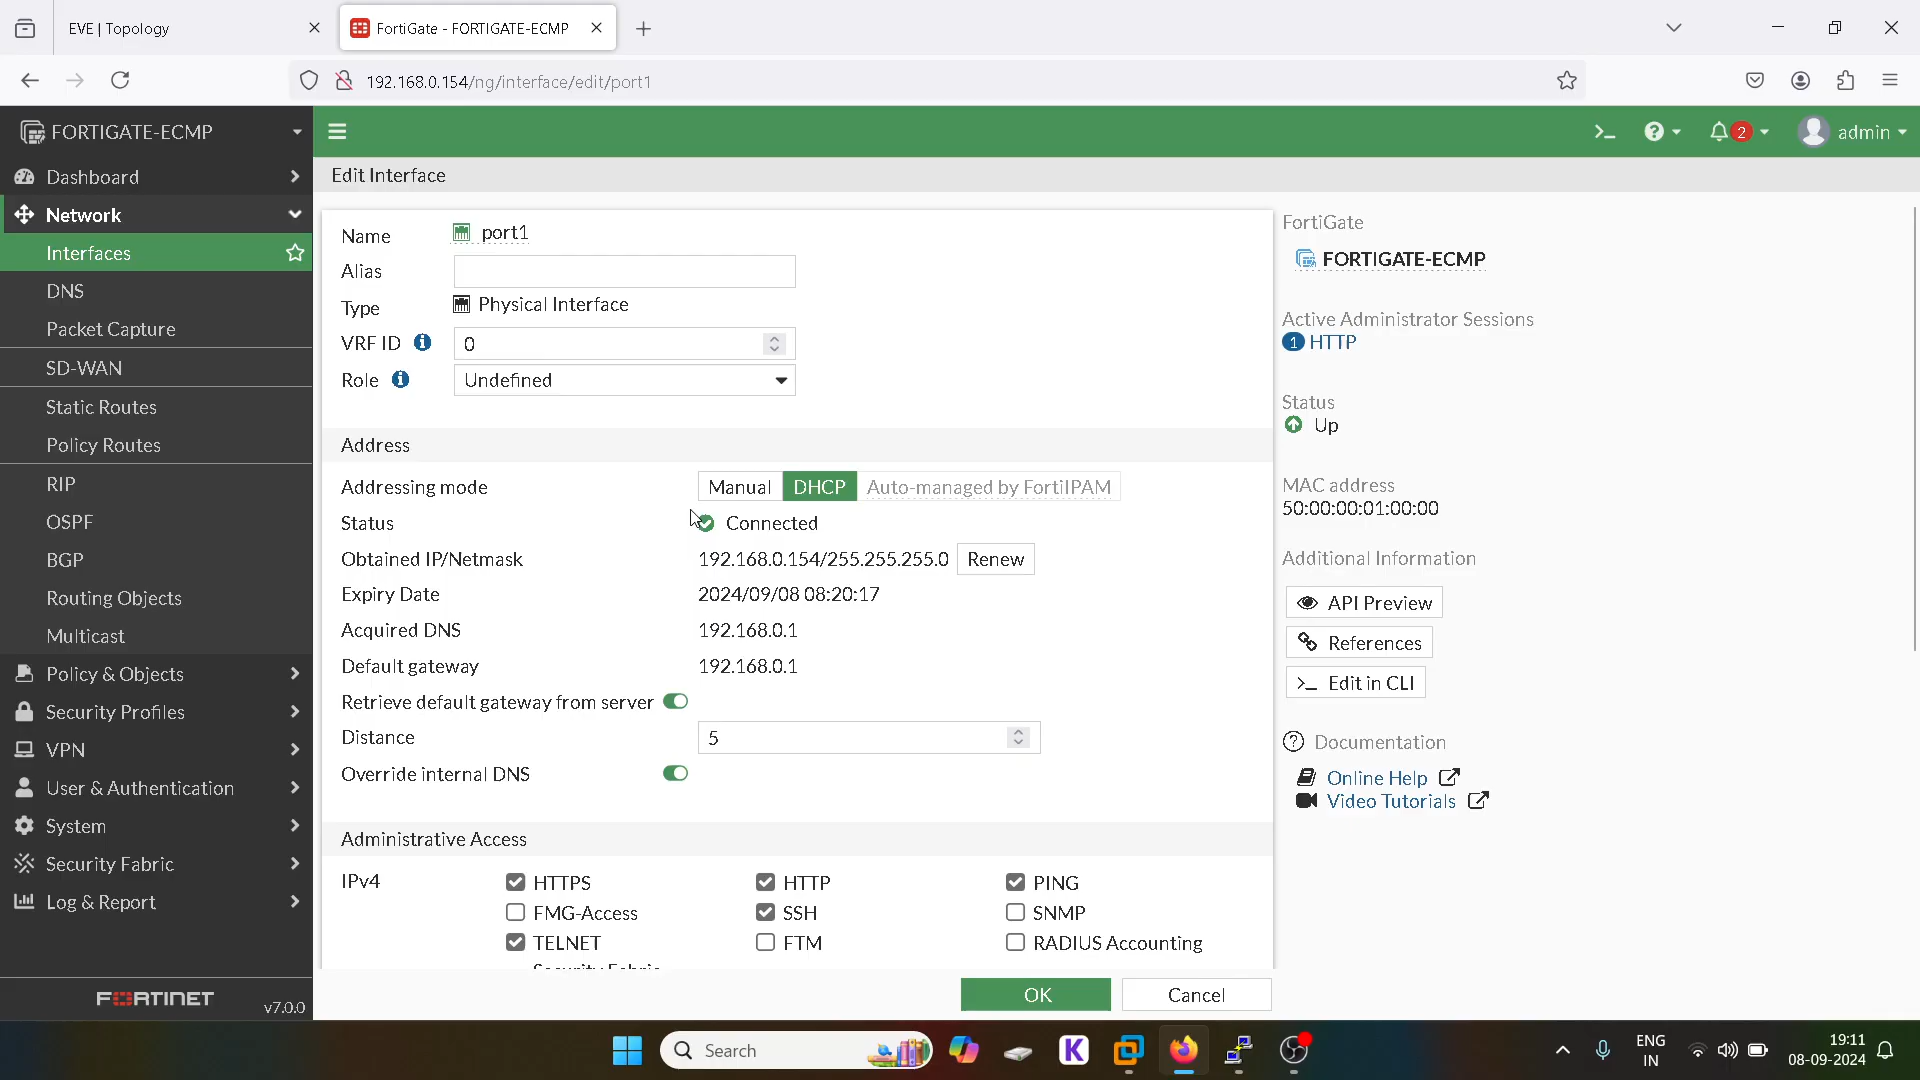 EVE | Topology
FortiGate - FORTIGATE-ECMP
192.168.0.154/ng/interface/edit/port1
FORTIGATE-ECMP
2
admin
Dashboard
Network
Interfaces
DNS
Packet Capture
SD-WAN
Static Routes
Policy Routes
RIP
OSPF
BGP
Routing Objects
Multicast
Policy & Objects
Security Profiles
VPN
User & Authentication
System
Security Fabric
Log & Report
FORTINET
v7.0.0
Edit Interface
Name port1
Alias
Type Physical Interface
VRF ID 0
Role Undefined
Address
Addressing mode Manual DHCP Auto-managed by FortiIPAM
Status Connected
Obtained IP/Netmask 192.168.0.154/255.255.255.0 Renew
Expiry Date 2024/09/08 08:20:17
Acquired DNS 192.168.0.1
Default gateway 192.168.0.1
Retrieve default gateway from server
Distance 5
Override internal DNS
Administrative Access
IPv4 HTTPS HTTP PING
FMG-Access SSH SNMP
TELNET FTM RADIUS Accounting
Security Fabric
OK Cancel
FortiGate
FORTIGATE-ECMP
Active Administrator Sessions
1 HTTP
Status
Up
MAC address
50:00:00:01:00:00
Additional Information
API Preview
References
>_ Edit in CLI
Documentation
Online Help
Video Tutorials
Search
K
ENG
IN
19:11
08-09-2024